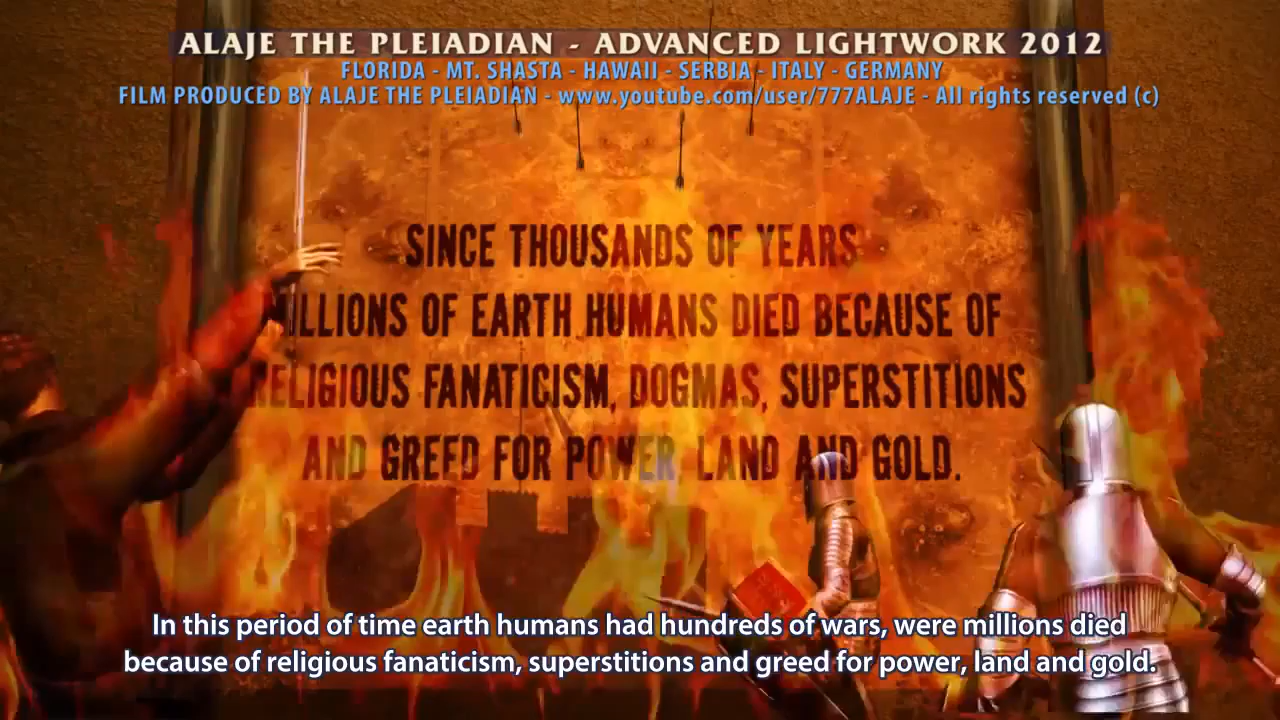 ALAJE THE PLEIADIAN - ADVANCED LIGHTWORK 2012
FLORIDA - MT. SHASTA - HAWAII - SERBIA - ITALY - GERMANY
FILM PRODUCED BY ALAJE THE PLEIADIAN - www.youtube.com/user/777ALAJE - All rights reserved (c)
SINCE THOUSANDS OF YEARS
MILLIONS OF EARTH HUMANS DIED BECAUSE OF
RELIGIOUS FANATICISM, DOGMAS, SUPERSTITIONS
AND GREED FOR POWER, LAND AND GOLD.
In this period of time earth humans had hundreds of wars, were millions died
because of religious fanaticism, superstitions and greed for power, land and gold.